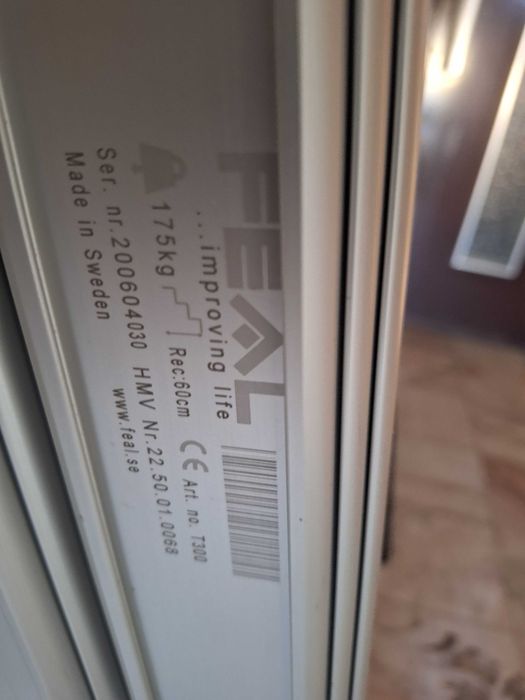 FEAL
...improving life
175kg Rec:60cm CE Art. no. T300
Ser. nr.200604030 HMV Nr.22.50.01.0068
Made in Sweden www.feal.se